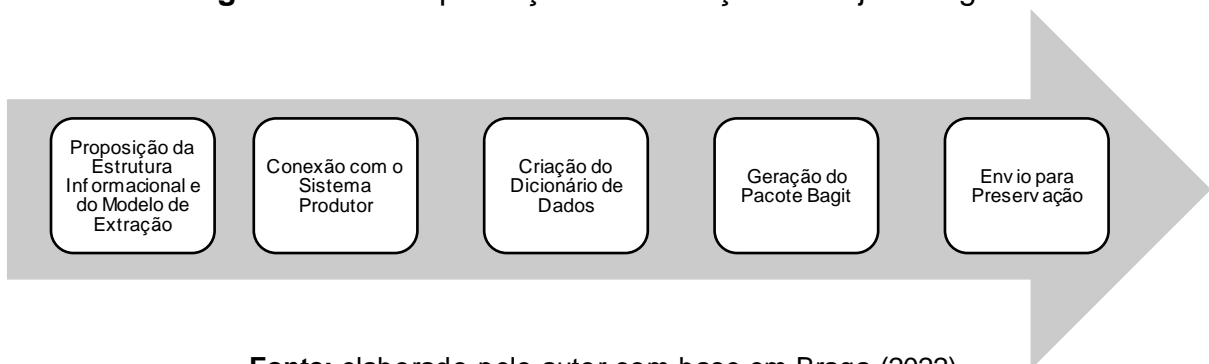 Proposição da
Estrutura
Informacional e
do Modelo de
Extração
Conexão com o
Sistema
Produtor
Criação do
Dicionário de
Dados
Geração do
Pacote Bagit
Envio para
Preservação
Fonte: elaborado pelo autor com base em Braga